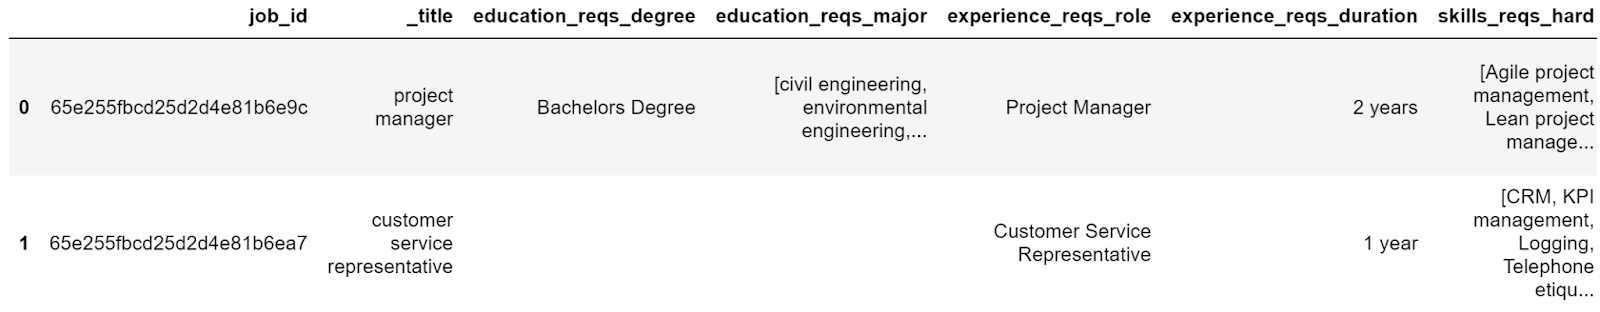 job_id _title education_reqs_degree education_reqs_major experience_reqs_role experience_reqs_duration skills_reqs_hard
0 65e255fbcd25d2d4e81b6e9c project manager Bachelors Degree [civil engineering, environmental engineering,... Project Manager 2 years [Agile project management, Lean project manage...
1 65e255fbcd25d2d4e81b6ea7 customer service representative Customer Service Representative 1 year [CRM, KPI management, Logging, Telephone etiqu...